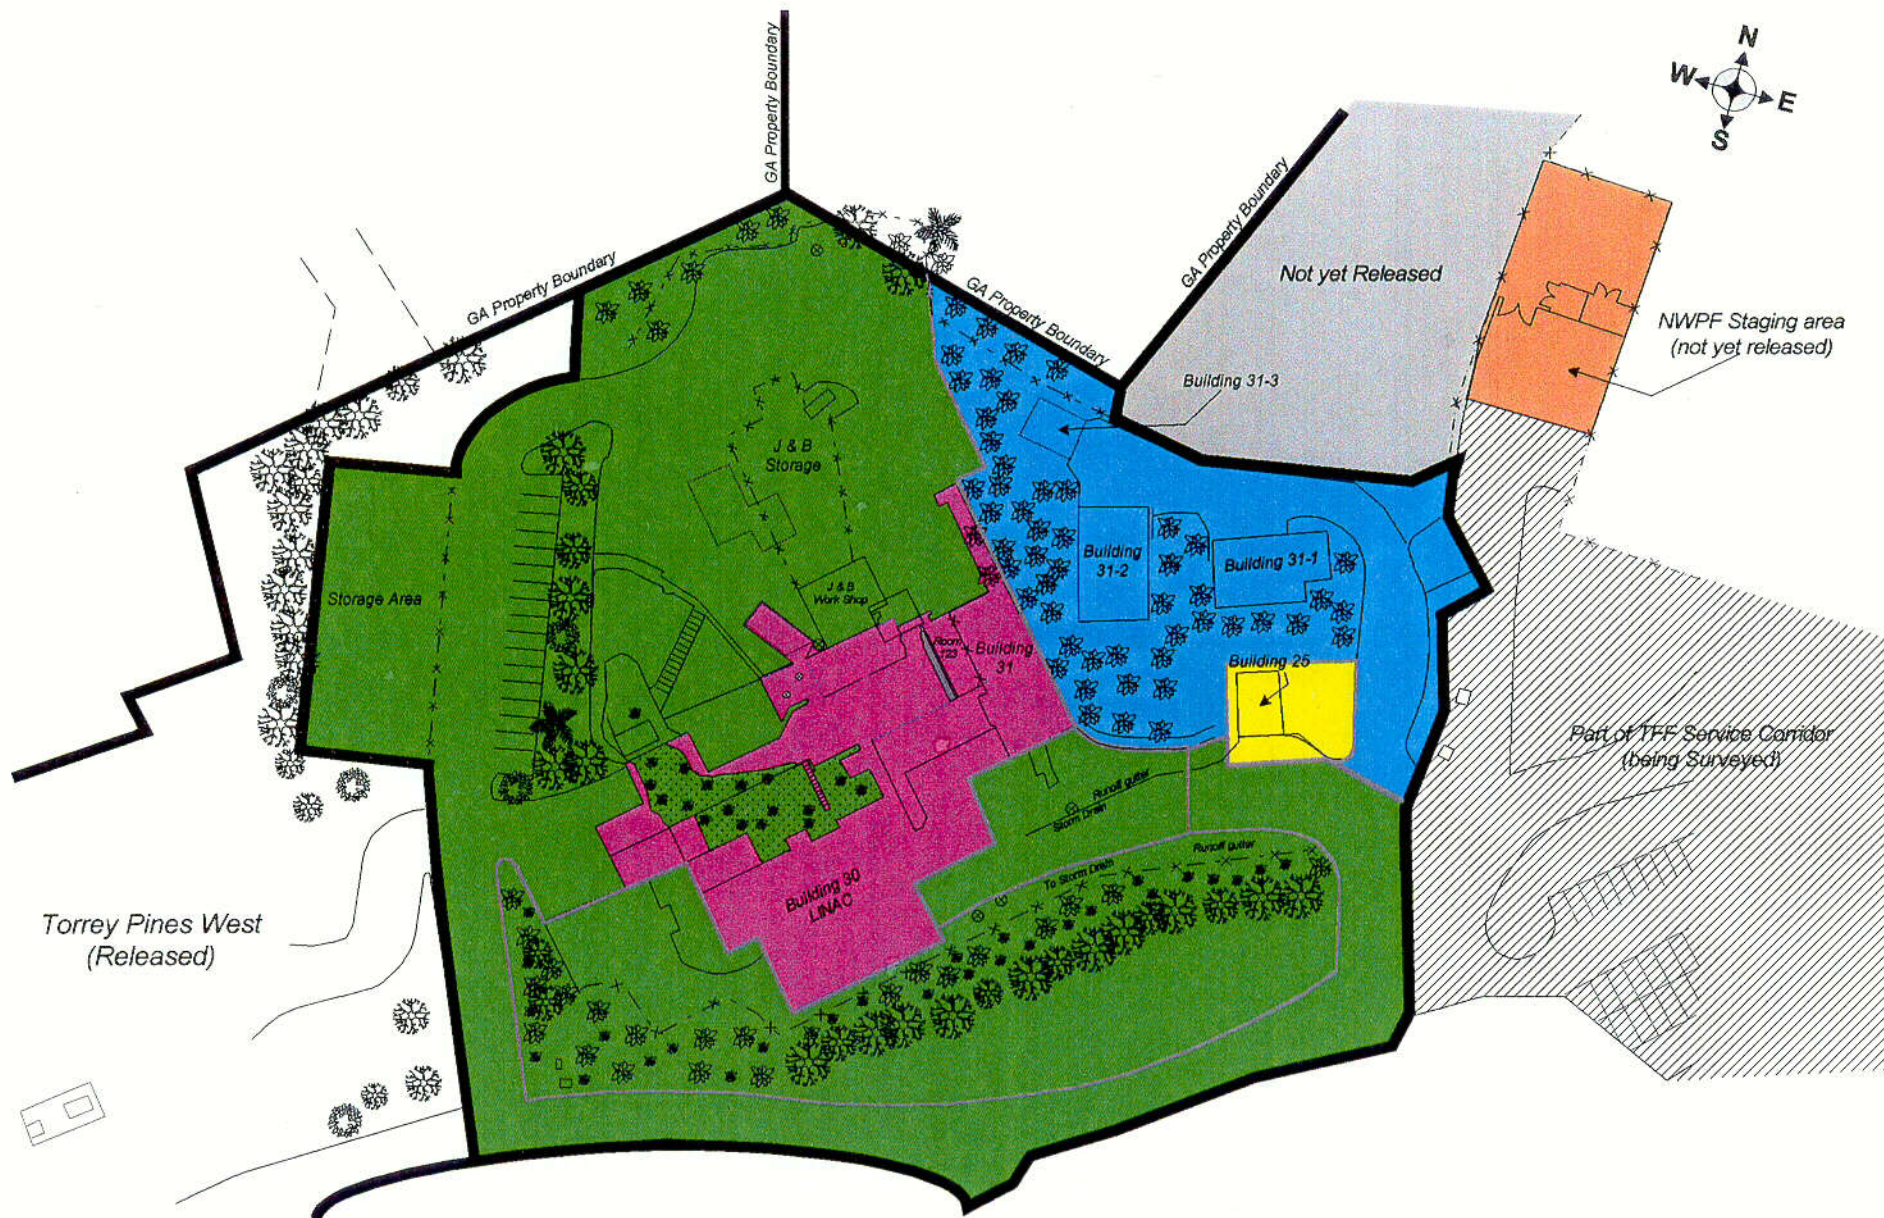 N
W
E
S
GA Property Boundary
GA Property Boundary
GA Property Boundary
GA Property Boundary
Not yet Released
NWPF Staging area
(not yet released)
Building 31-3
J & B
Storage
Building
31-2
Building 31-1
Storage Area
J & B
Work Shop
Room
123
Building
31
Building 25
Part of TFF Service Corridor
(being Surveyed)
Runoff gutter
Storm Drain
Runoff gutter
To Storm Drain
Building 30
LINAC
Torrey Pines West
(Released)